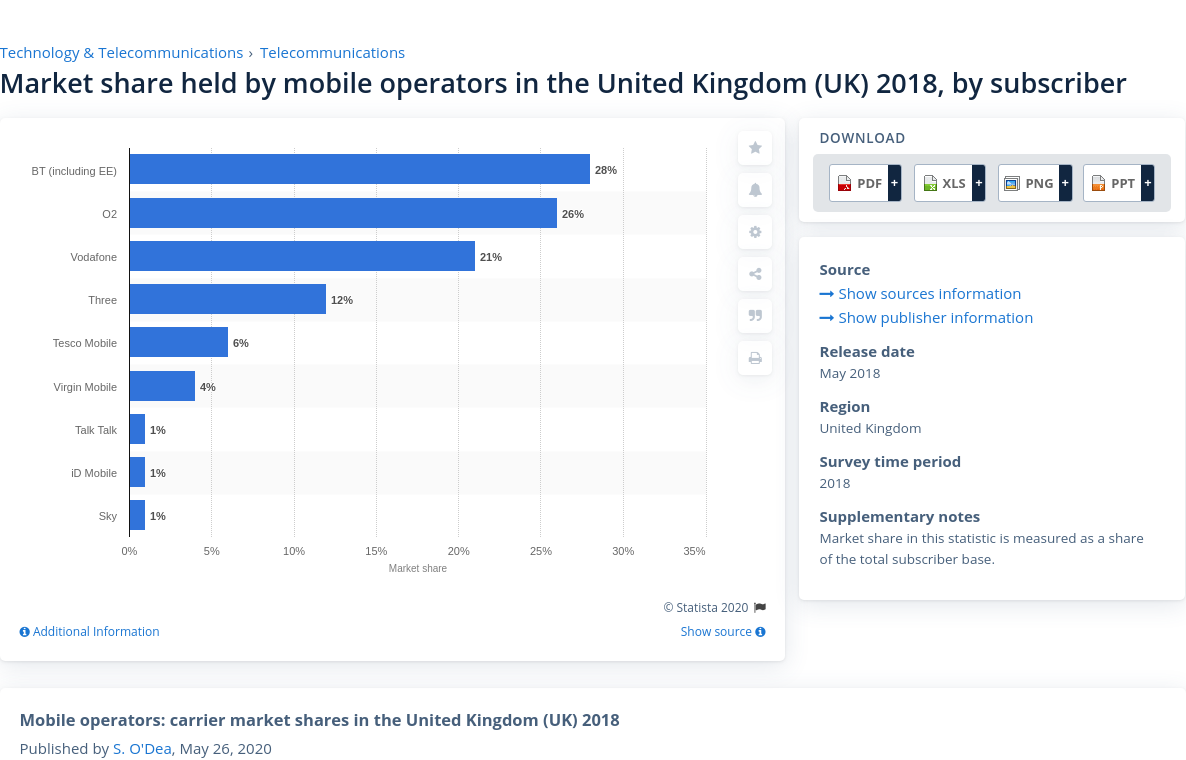 Technology & Telecommunications › Telecommunications
Market share held by mobile operators in the United Kingdom (UK) 2018, by subscriber
BT (including EE) 28%
O2 26%
Vodafone 21%
Three 12%
Tesco Mobile 6%
Virgin Mobile 4%
Talk Talk 1%
iD Mobile 1%
Sky 1%
0% 5% 10% 15% 20% 25% 30% 35%
Market share
© Statista 2020
Additional Information
Show source
DOWNLOAD
PDF + XLS + PNG + PPT +
Source
Show sources information
Show publisher information
Release date
May 2018
Region
United Kingdom
Survey time period
2018
Supplementary notes
Market share in this statistic is measured as a share
of the total subscriber base.
Mobile operators: carrier market shares in the United Kingdom (UK) 2018
Published by S. O'Dea, May 26, 2020